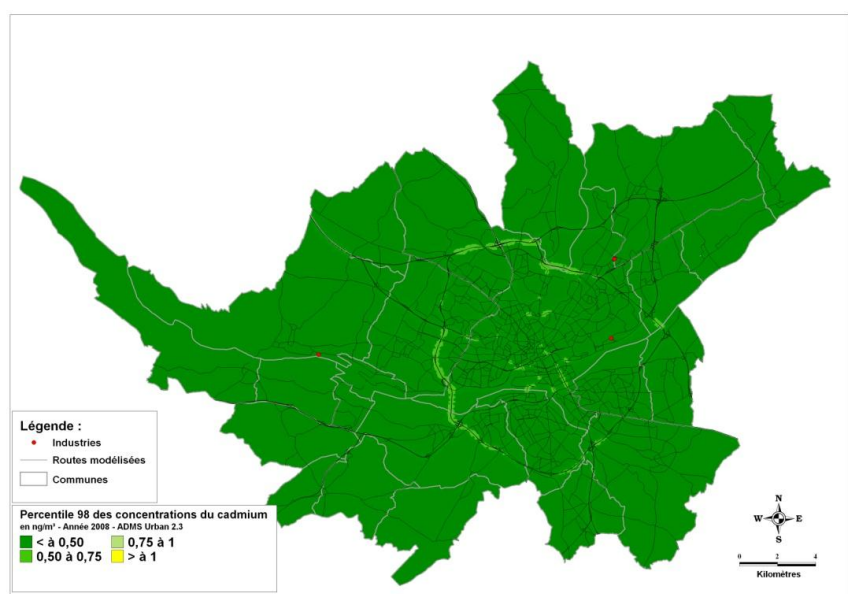 Légende :
Industries
Routes modélisées
Communes
Percentile 98 des concentrations du cadmium
en ng/m³ - Année 2008 - ADMS Urban 2.3
< à 0,50
0,75 à 1
0,50 à 0,75
> à 1
N
W E
S
0 2 4
Kilomètres